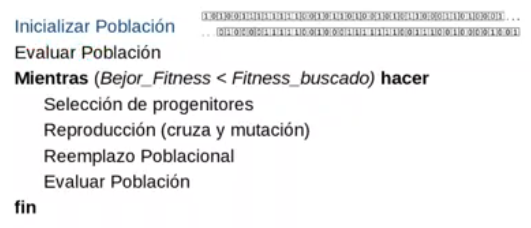 Inicializar Población
Evaluar Población
Mientras (Bejor_Fitness < Fitness_buscado) hacer
Selección de progenitores
Reproducción (cruza y mutación)
Reemplazo Poblacional
Evaluar Población
fin